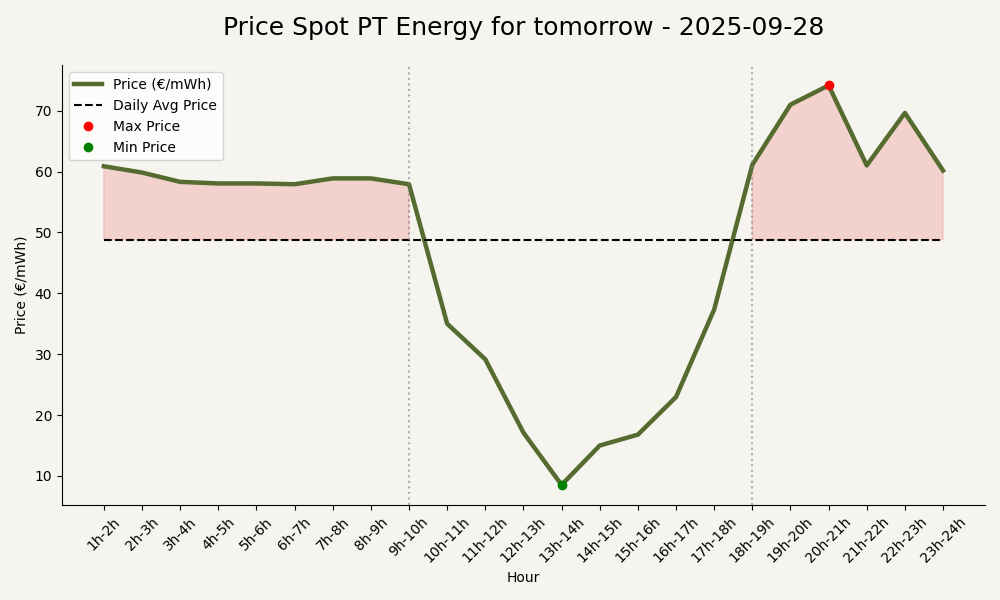 Price Spot PT Energy for tomorrow - 2025-09-28
Price (€/mWh)
Daily Avg Price
Max Price
Min Price
Price (€/mWh)
70
60
50
40
30
20
10
1h-2h
2h-3h
3h-4h
4h-5h
5h-6h
6h-7h
7h-8h
8h-9h
9h-10h
10h-11h
11h-12h
12h-13h
13h-14h
14h-15h
15h-16h
16h-17h
17h-18h
18h-19h
19h-20h
20h-21h
21h-22h
22h-23h
23h-24h
Hour